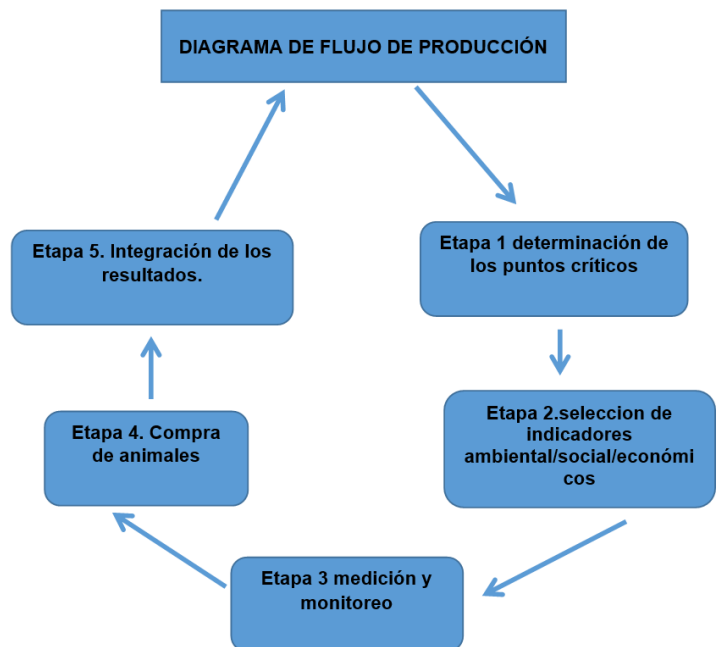 DIAGRAMA DE FLUJO DE PRODUCCIÓN
Etapa 1 determinación de
los puntos críticos
Etapa 2.seleccion de
indicadores
ambiental/social/económi
cos
Etapa 3 medición y
monitoreo
Etapa 4. Compra
de animales
Etapa 5. Integración de los
resultados.